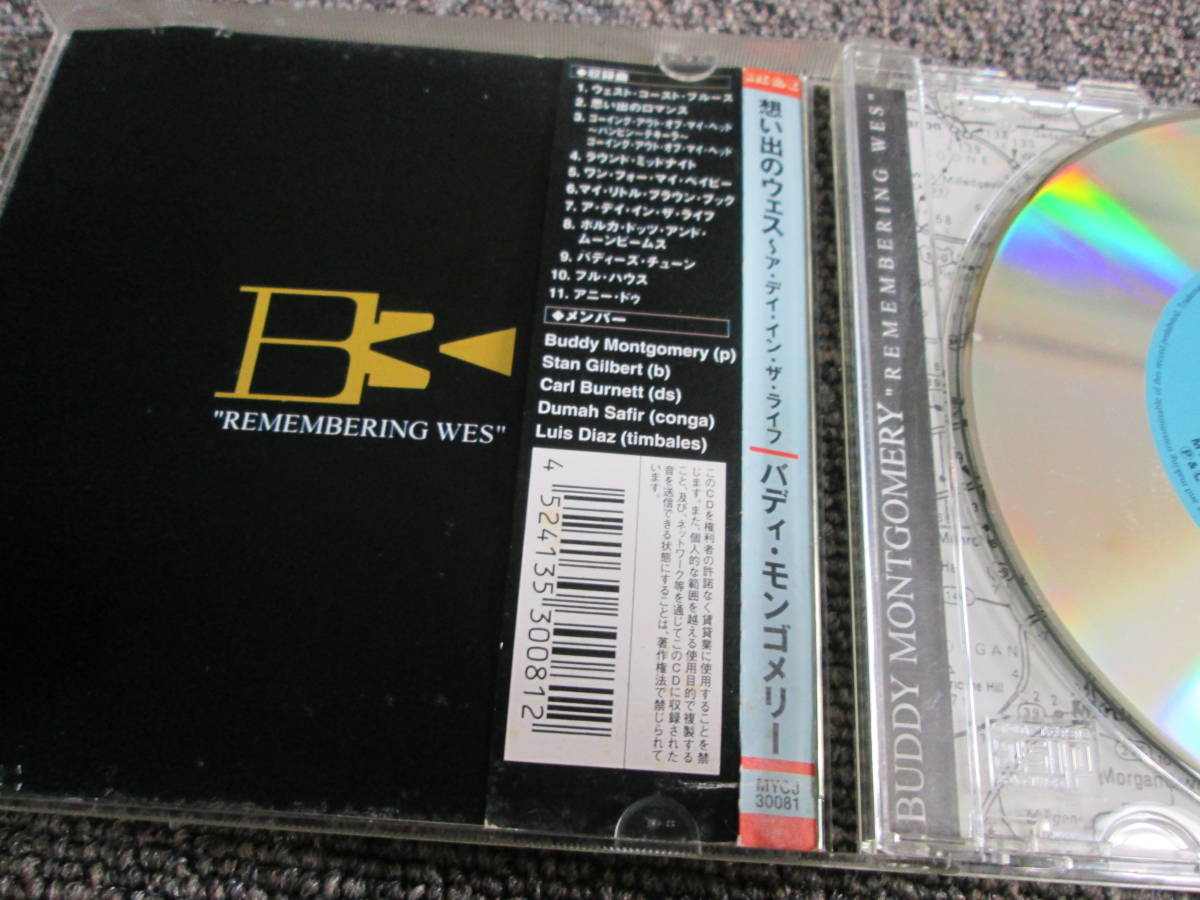 "REMEMBERING WES"
◆収録曲
1. ウェスト・コースト・ブルース
2. 思い出のロマンス
3. ゴーイング・アウト・オブ・マイ・ヘッド
～バンビーノテキーラ～
ゴーイング・アウト・オブ・マイ・ヘッド
4. ラウンド・ミッドナイト
5. ワン・フォー・マイ・ベイビー
6. マイ・リトル・ブラウン・ブック
7. ア・デイ・イン・ザ・ライフ
8. ポルカ・ドッツ・アンド・
ムーンビームス
9. バディーズ・チューン
10. フル・ハウス
11. アニー・ドゥ
◆メンバー
Buddy Montgomery (p)
Stan Gilbert (b)
Carl Burnett (ds)
Dumah Safir (conga)
Luis Diaz (timbales)
4 524135 300812
このCDを権利者の許諾なく賃貸業に使用することを禁
じます。また、個人的な範囲を越える使用目的で複製する
こと、及び、ネットワーク等を通じてこのCDに収録された
音を送信できる状態にすることは、著作権法で禁じられて
います。
想い出のウェス～ア・デイ・イン・ザ・ライフ
バディ・モンゴメリー
MYCJ
30081
BUDDY MONTGOMERY "REMEMBERING WES"
Morgan